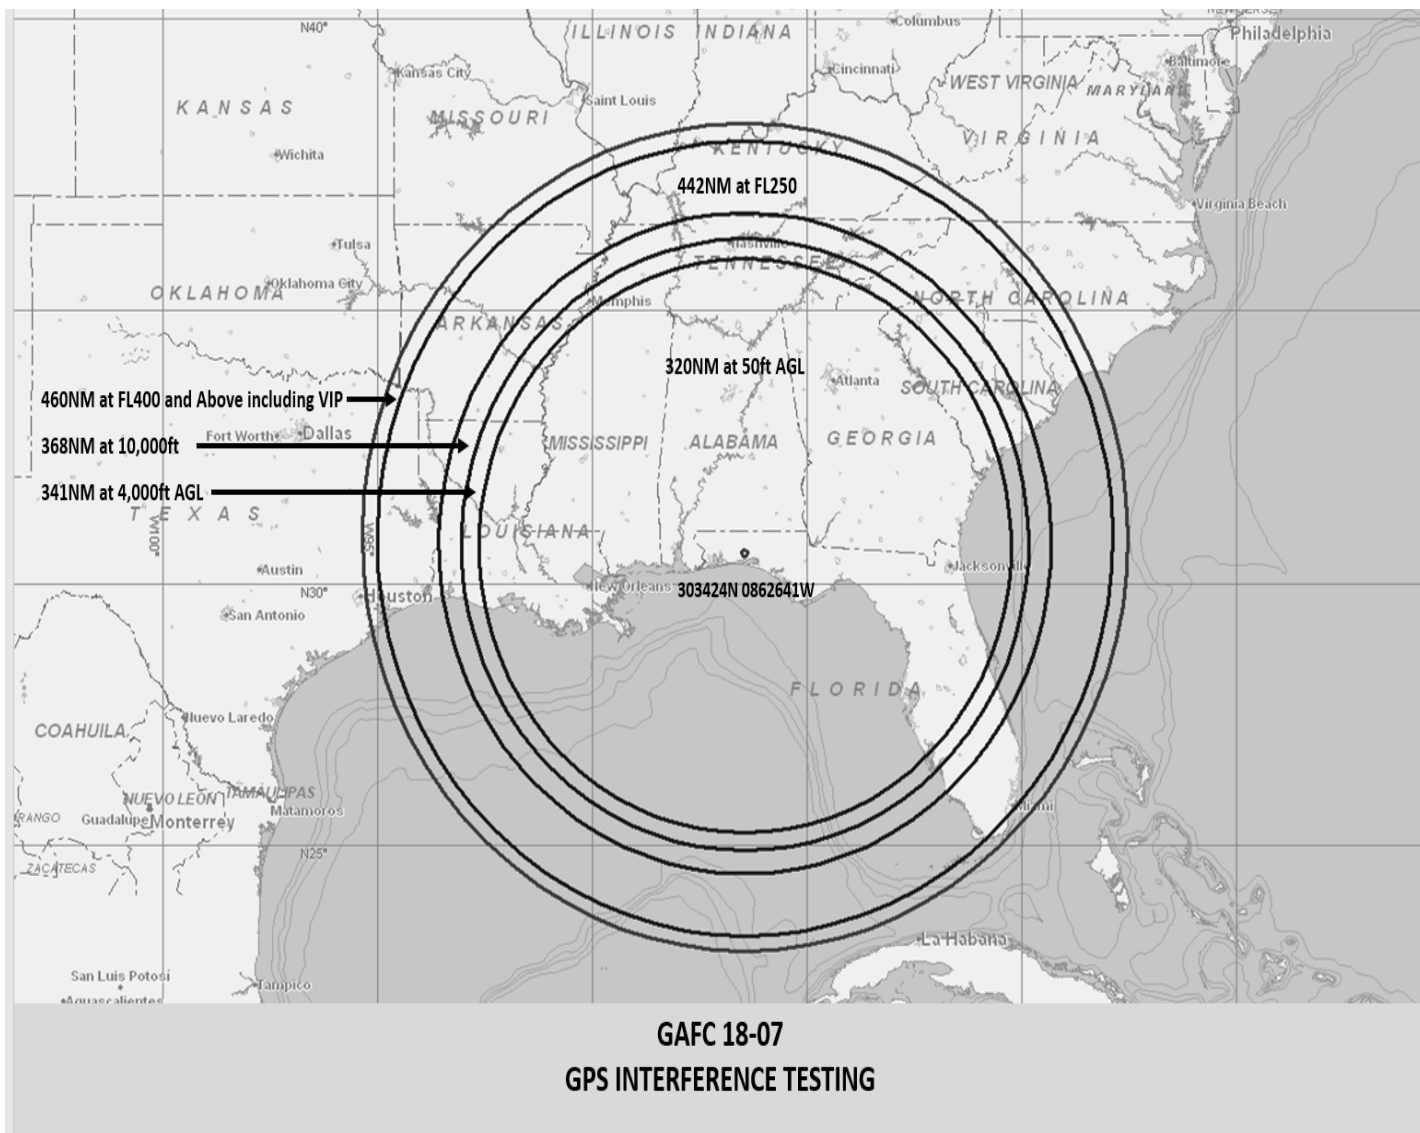 NEW JERSEY
Columbus
N40°
ILLINOIS INDIANA
Philadelphia
Kansas City
Cincinnati
Baltimore
WEST VIRGINIA
MARYLAND
KANSAS
Saint Louis
MISSOURI
VIRGINIA
KENTUCKY
Wichita
442NM at FL250
Virginia Beach
Tulsa
Nashville
TENNESSEE
Oklahoma City
OKLAHOMA
Memphis
NORTH CAROLINA
ARKANSAS
320NM at 50ft AGL
Atlanta
SOUTH CAROLINA
460NM at FL400 and Above including VIP
Fort Worth
Dallas
368NM at 10,000ft
MISSISSIPPI
ALABAMA
GEORGIA
341NM at 4,000ft AGL
TEXAS
W100°
W95°
LOUISIANA
Austin
Jacksonville
N30°
Houston
New Orleans
303424N 0862641W
San Antonio
FLORIDA
Nuevo Laredo
COAHUILA
NUEVO LEÓN
TAMAULIPAS
Matamoros
Miami
RANGO
Guadalupe
Monterrey
N25°
ZACATECAS
La Habana
San Luis Potosí
Tampico
Aguascalientes
GAFC 18-07
GPS INTERFERENCE TESTING